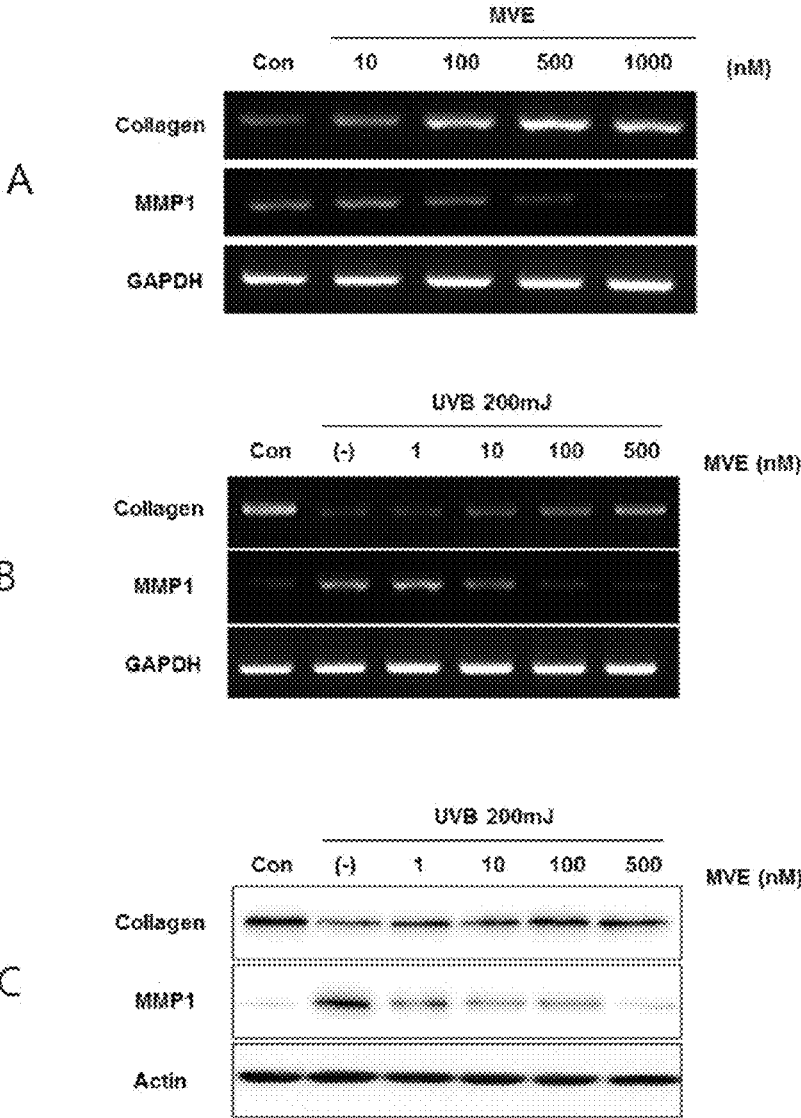 MVE
Con 10 100 500 1000 (nM)
Collagen
A
MMP1
GAPDH
UVB 200mJ
Con (-) 1 10 100 500 MVE (nM)
Collagen
B
MMP1
GAPDH
UVB 200mJ
Con (-) 1 10 100 500 MVE (nM)
Collagen
C
MMP1
Actin